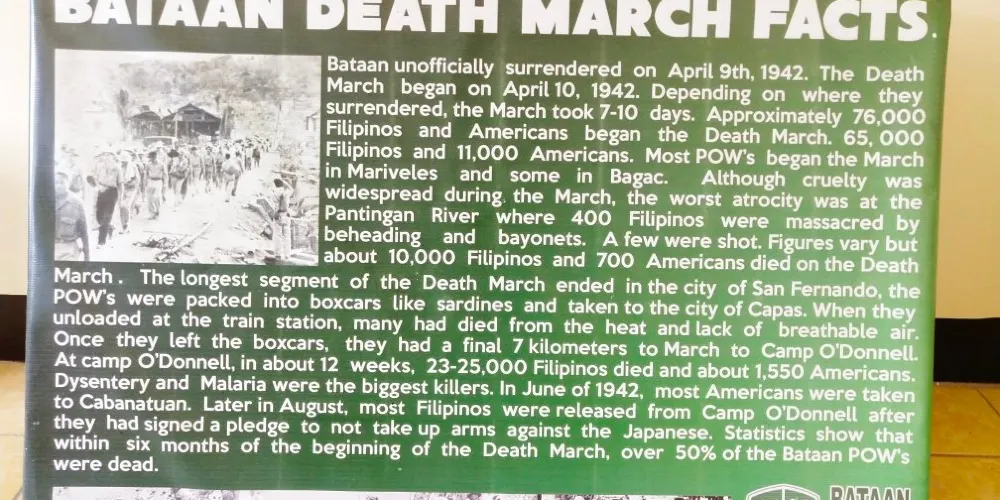 BATAAN DEATH MARCH FACTS.
Bataan unofficially surrendered on April 9th, 1942. The Death
March began on April 10, 1942. Depending on where they
surrendered, the March took 7-10 days. Approximately 76,000
Filipinos and Americans began the Death March. 65, 000
Filipinos and 11,000 Americans. Most POW's began the March
in Mariveles and some in Bagac. Although cruelty was
widespread during the March, the worst atrocity was at the
Pantingan River where 400 Filipinos were massacred by
beheading and bayonets. A few were shot. Figures vary but
about 10,000 Filipinos and 700 Americans died on the Death
March . The longest segment of the Death March ended in the city of San Fernando, the
POW's were packed into boxcars like sardines and taken to the city of Capas. When they
unloaded at the train station, many had died from the heat and lack of breathable air.
Once they left the boxcars, they had a final 7 kilometers to March to Camp O'Donnell.
At camp O'Donnell, in about 12 weeks, 23-25,000 Filipinos died and about 1,550 Americans.
Dysentery and Malaria were the biggest killers. In June of 1942, most Americans were taken
to Cabanatuan. Later in August, most Filipinos were released from Camp O'Donnell after
they had signed a pledge to not take up arms against the Japanese. Statistics show that
within six months of the beginning of the Death March, over 50% of the Bataan POW's
were dead.
BATAAN